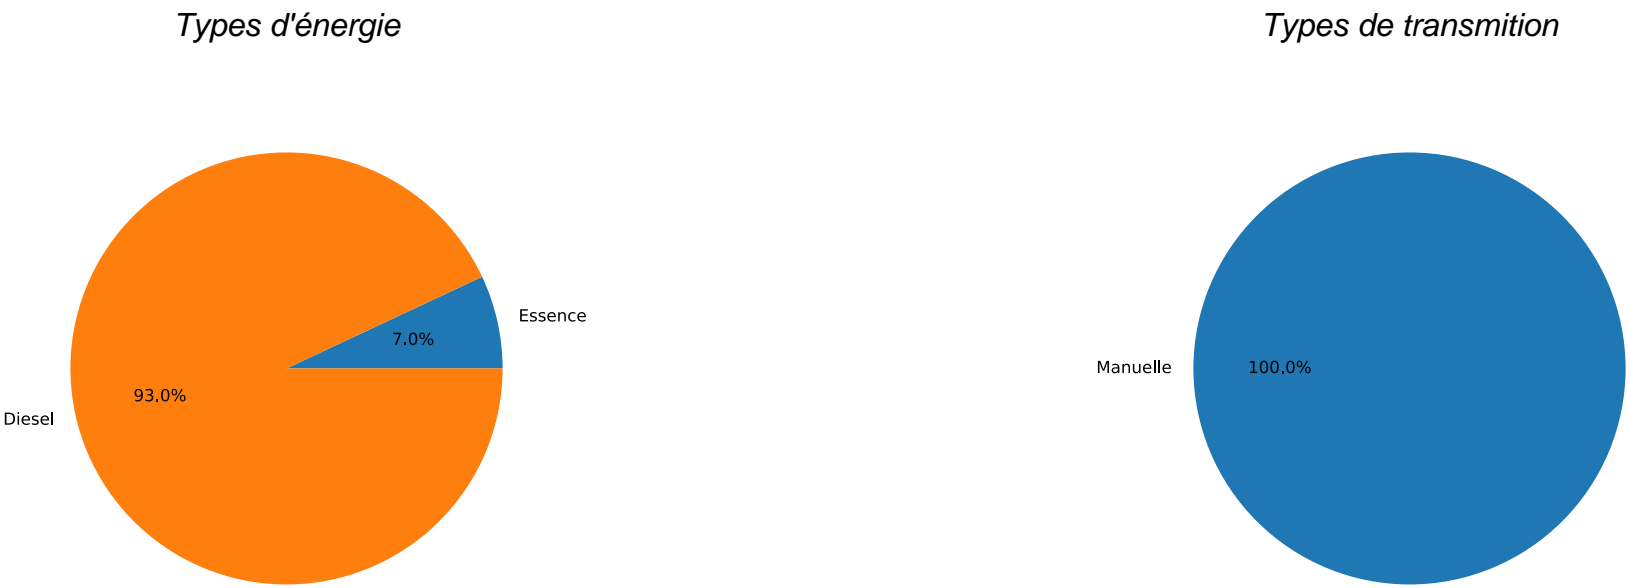 Types d'énergie
Types de transmition
Essence
7.0%
93.0%
Diesel
Manuelle
100.0%